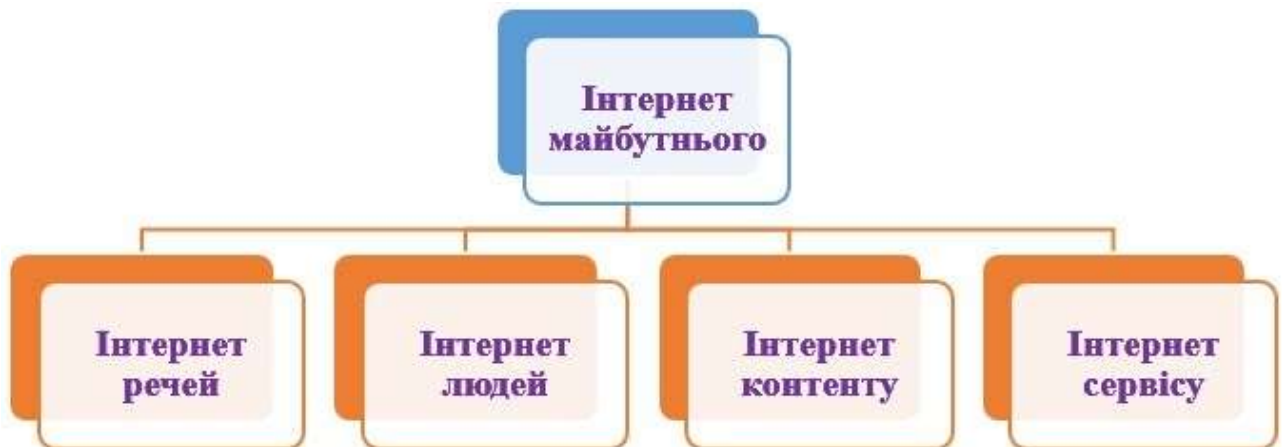 Інтернет
майбутнього
Інтернет
речей
Інтернет
людей
Інтернет
контенту
Інтернет
сервісу